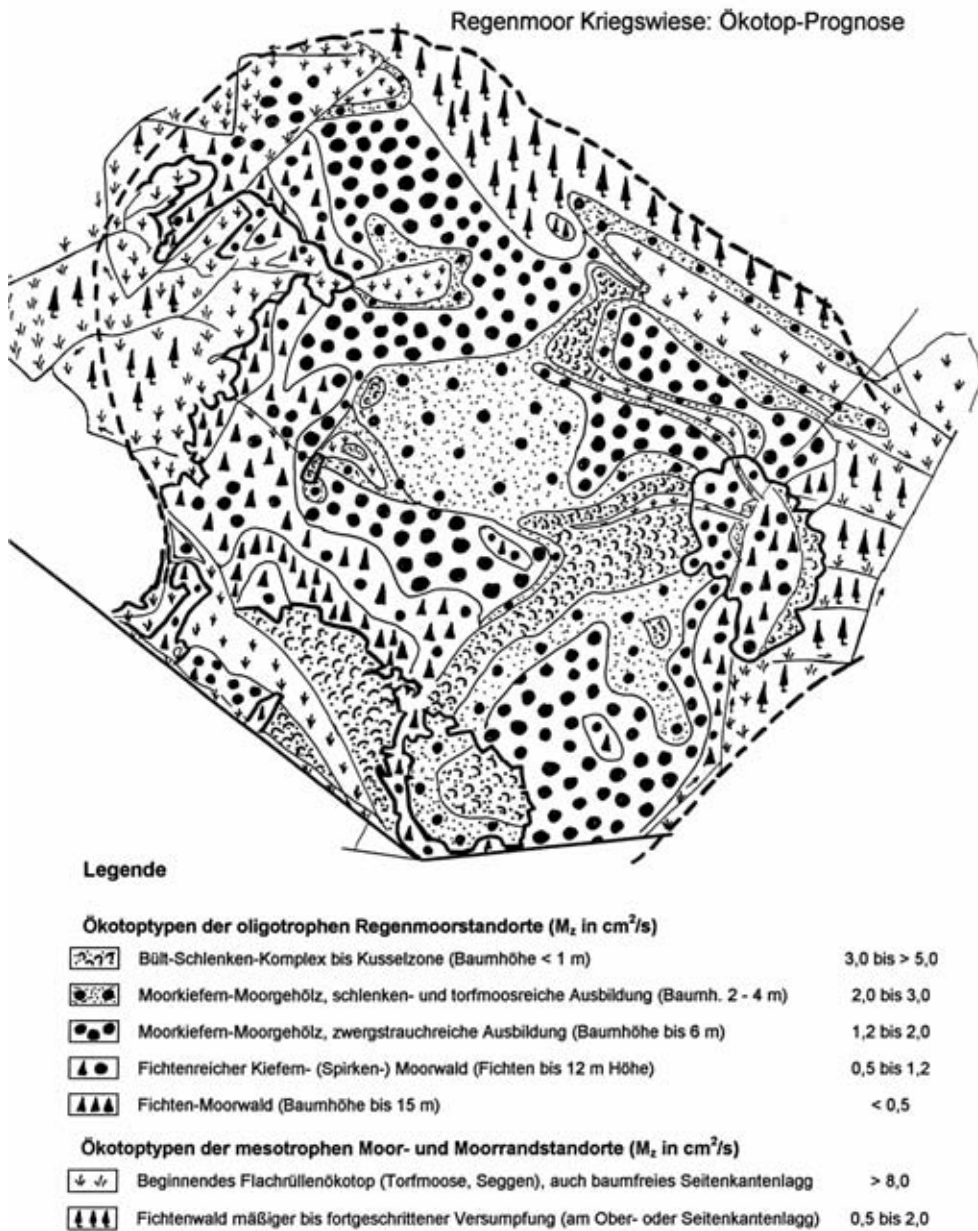 Regenmoor Kriegswiese: Ökotop-Prognose
Legende
Ökotoptypen der oligotrophen Regenmoorstandorte (Mz in cm²/s)
Bült-Schlenken-Komplex bis Kusselzone (Baumhöhe < 1 m) 3,0 bis > 5,0
Moorkiefern-Moorgehölz, schlenken- und torfmoosreiche Ausbildung (Baumh. 2 - 4 m) 2,0 bis 3,0
Moorkiefern-Moorgehölz, zwergstrauchreiche Ausbildung (Baumhöhe bis 6 m) 1,2 bis 2,0
Fichtenreicher Kiefern- (Spirken-) Moorwald (Fichten bis 12 m Höhe) 0,5 bis 1,2
Fichten-Moorwald (Baumhöhe bis 15 m) < 0,5
Ökotoptypen der mesotrophen Moor- und Moorrandstandorte (Mz in cm²/s)
Beginnendes Flachrüllenökotop (Torfmoose, Seggen), auch baumfreies Seitenkantenlagg > 8,0
Fichtenwald mäßiger bis fortgeschrittener Versumpfung (am Ober- oder Seitenkantenlagg) 0,5 bis 2,0